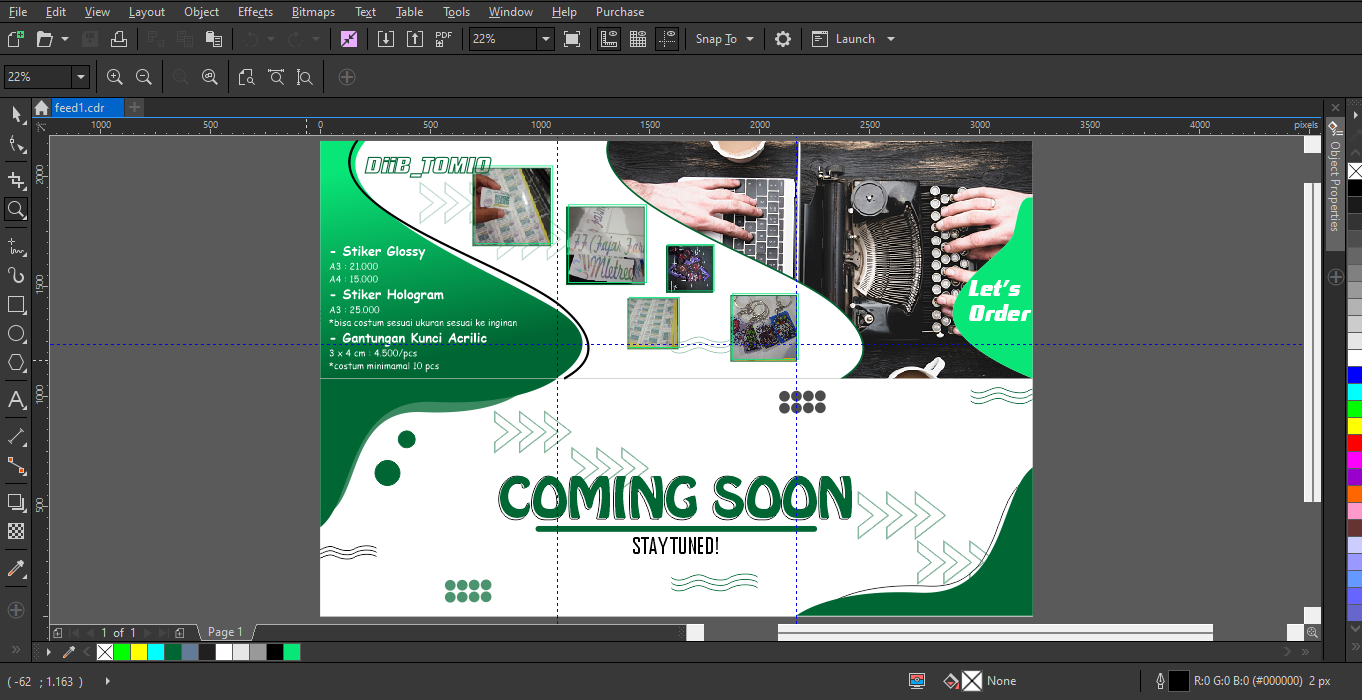 File Edit View Layout Object Effects Bitmaps Text Table Tools Window Help Purchase
PDF 22% Snap To Launch
22%
feed1.cdr
1000 500 0 500 1000 1500 2000 2500 3000 3500 4000 pixels
2000
1500
1000
500
Object Properties
DiiB_TOMIO
- Stiker Glossy
A3 : 21.000
A4 : 15.000
- Stiker Hologram
A3 : 25.000
*bisa costum sesuai ukuran sesuai ke inginan
- Gantungan Kunci Acrilic
3 x 4 cm : 4.500/pcs
*costum minimamal 10 pcs
Let's
Order
COMING SOON
STAY TUNED!
1 of 1 Page 1
( -62 ; 1.163 ) None R:0 G:0 B:0 (#000000) 2 px